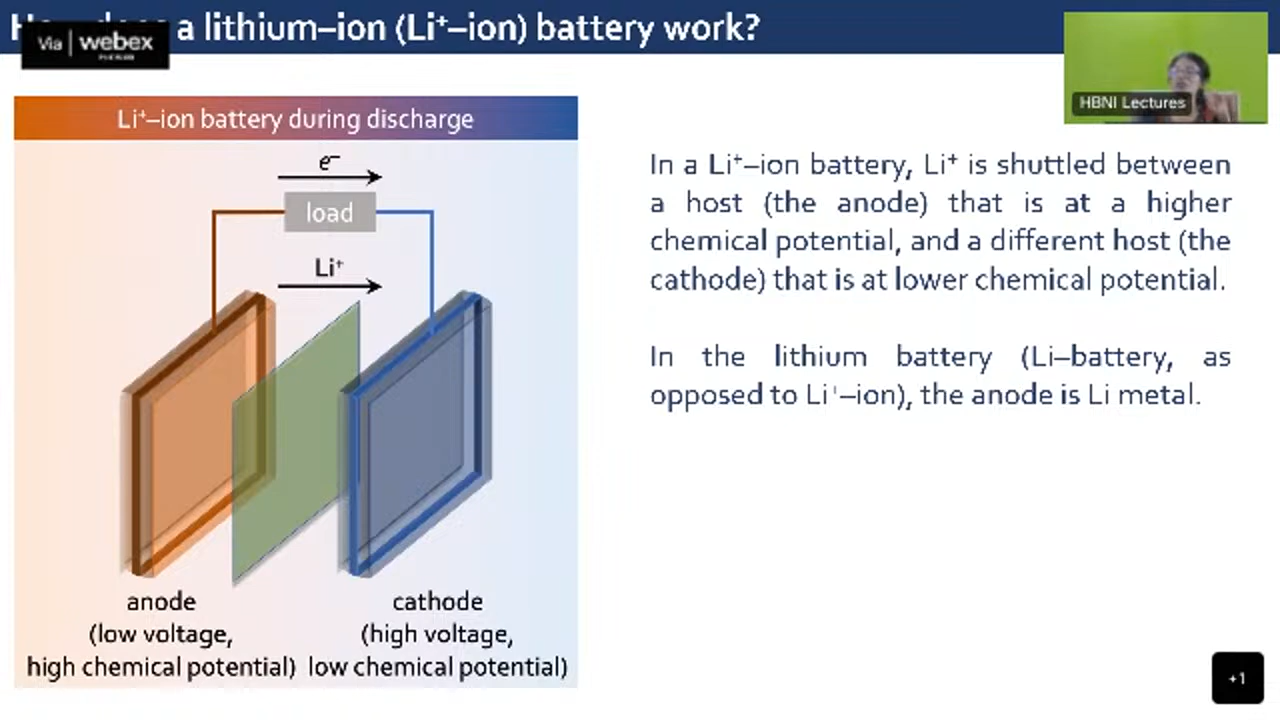 a lithium–ion (Li⁺–ion) battery work?
Via | webex
HBNI Lectures
Li⁺–ion battery during discharge
e⁻
load
Li⁺
anode
(low voltage,
high chemical potential)
cathode
(high voltage,
low chemical potential)
In a Li⁺–ion battery, Li⁺ is shuttled between
a host (the anode) that is at a higher
chemical potential, and a different host (the
cathode) that is at lower chemical potential.
In the lithium battery (Li–battery, as
opposed to Li⁺–ion), the anode is Li metal.
+1